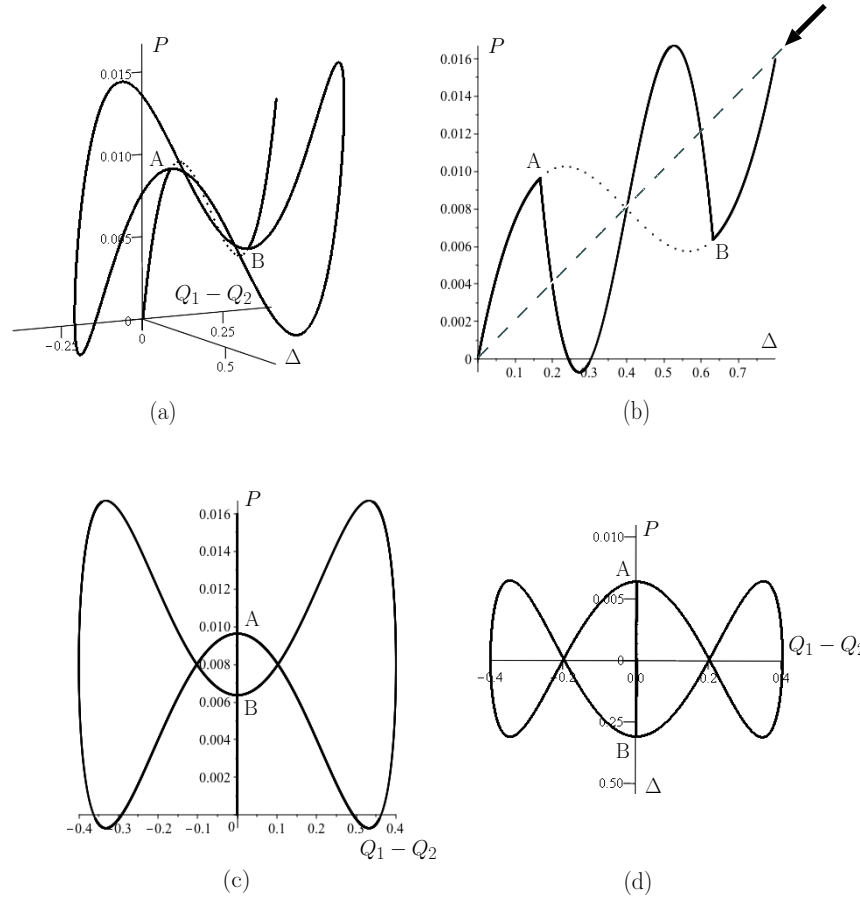 P
0.015
0.010
A
0.005
B
Q₁ − Q₂
0
−0.25
0
0.25
0.5
Δ
(a)
P
0.016
0.014
0.012
0.010
A
0.008
0.006
B
0.004
0.002
Δ
0
0.1 0.2 0.3 0.4 0.5 0.6 0.7
(b)
P
0.016
0.014
0.012
0.010
A
0.008
0.006
B
0.004
0.002
−0.4 −0.3 −0.2 −0.1 0 0.1 0.2 0.3 0.4
Q₁ − Q₂
(c)
P
0.010
A
0.005
Q₁ − Q₂
0
−0.4 −0.2 0.0 0.2 0.4
0.25
B
0.50
Δ
(d)